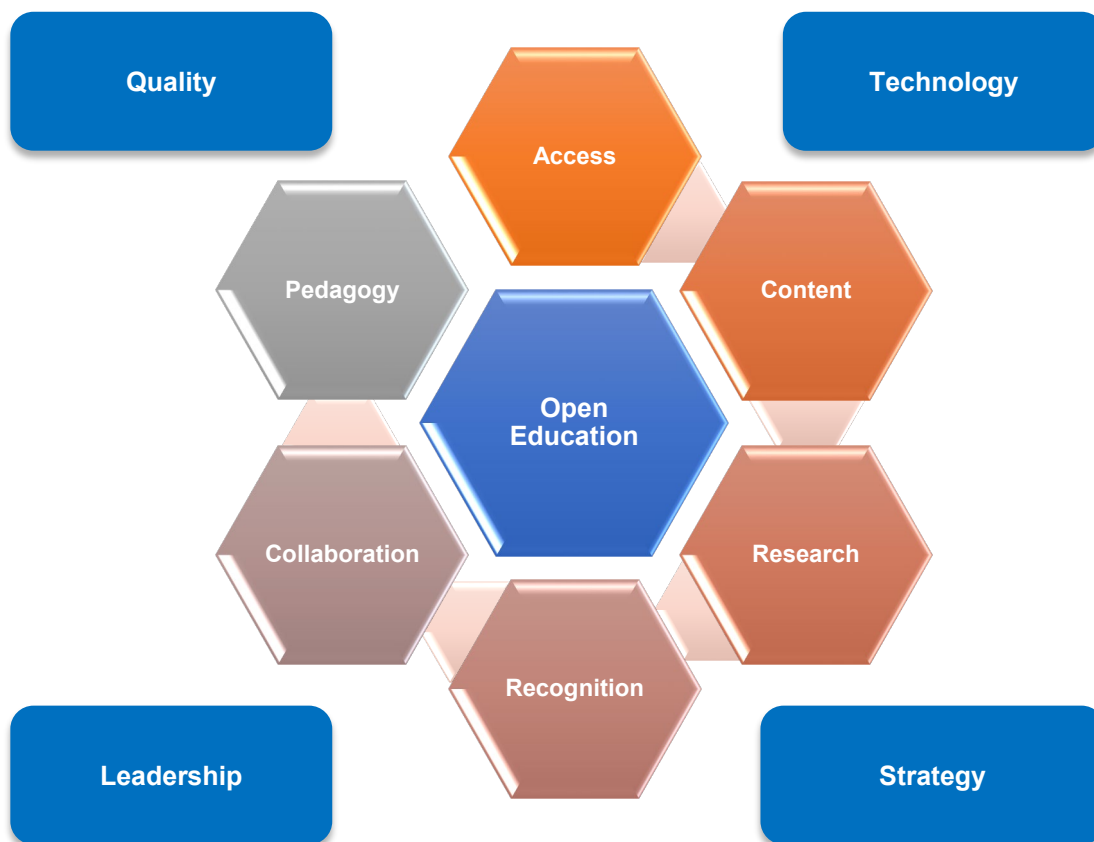 Quality
Technology
Access
Pedagogy
Content
Open
Education
Collaboration
Research
Recognition
Leadership
Strategy